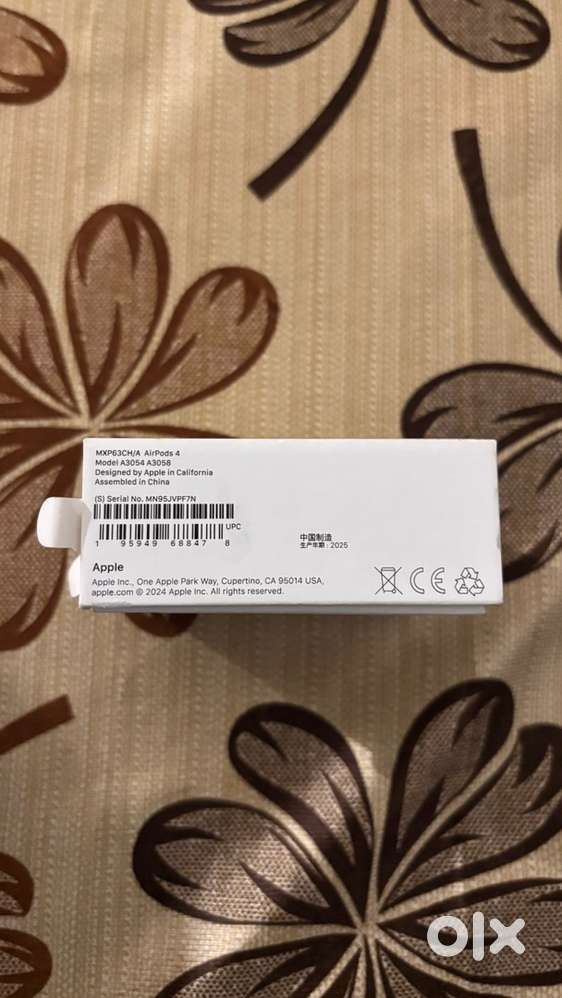 MXP63CH/A AirPods 4
Model A3054 A3058
Designed by Apple in California
Assembled in China
(S) Serial No. MN95JVPF7N
UPC
1 95949 68847 8
中国制造
生产年期：2025
Apple
Apple Inc., One Apple Park Way, Cupertino, CA 95014 USA,
apple.com © 2024 Apple Inc. All rights reserved.
CE
olx